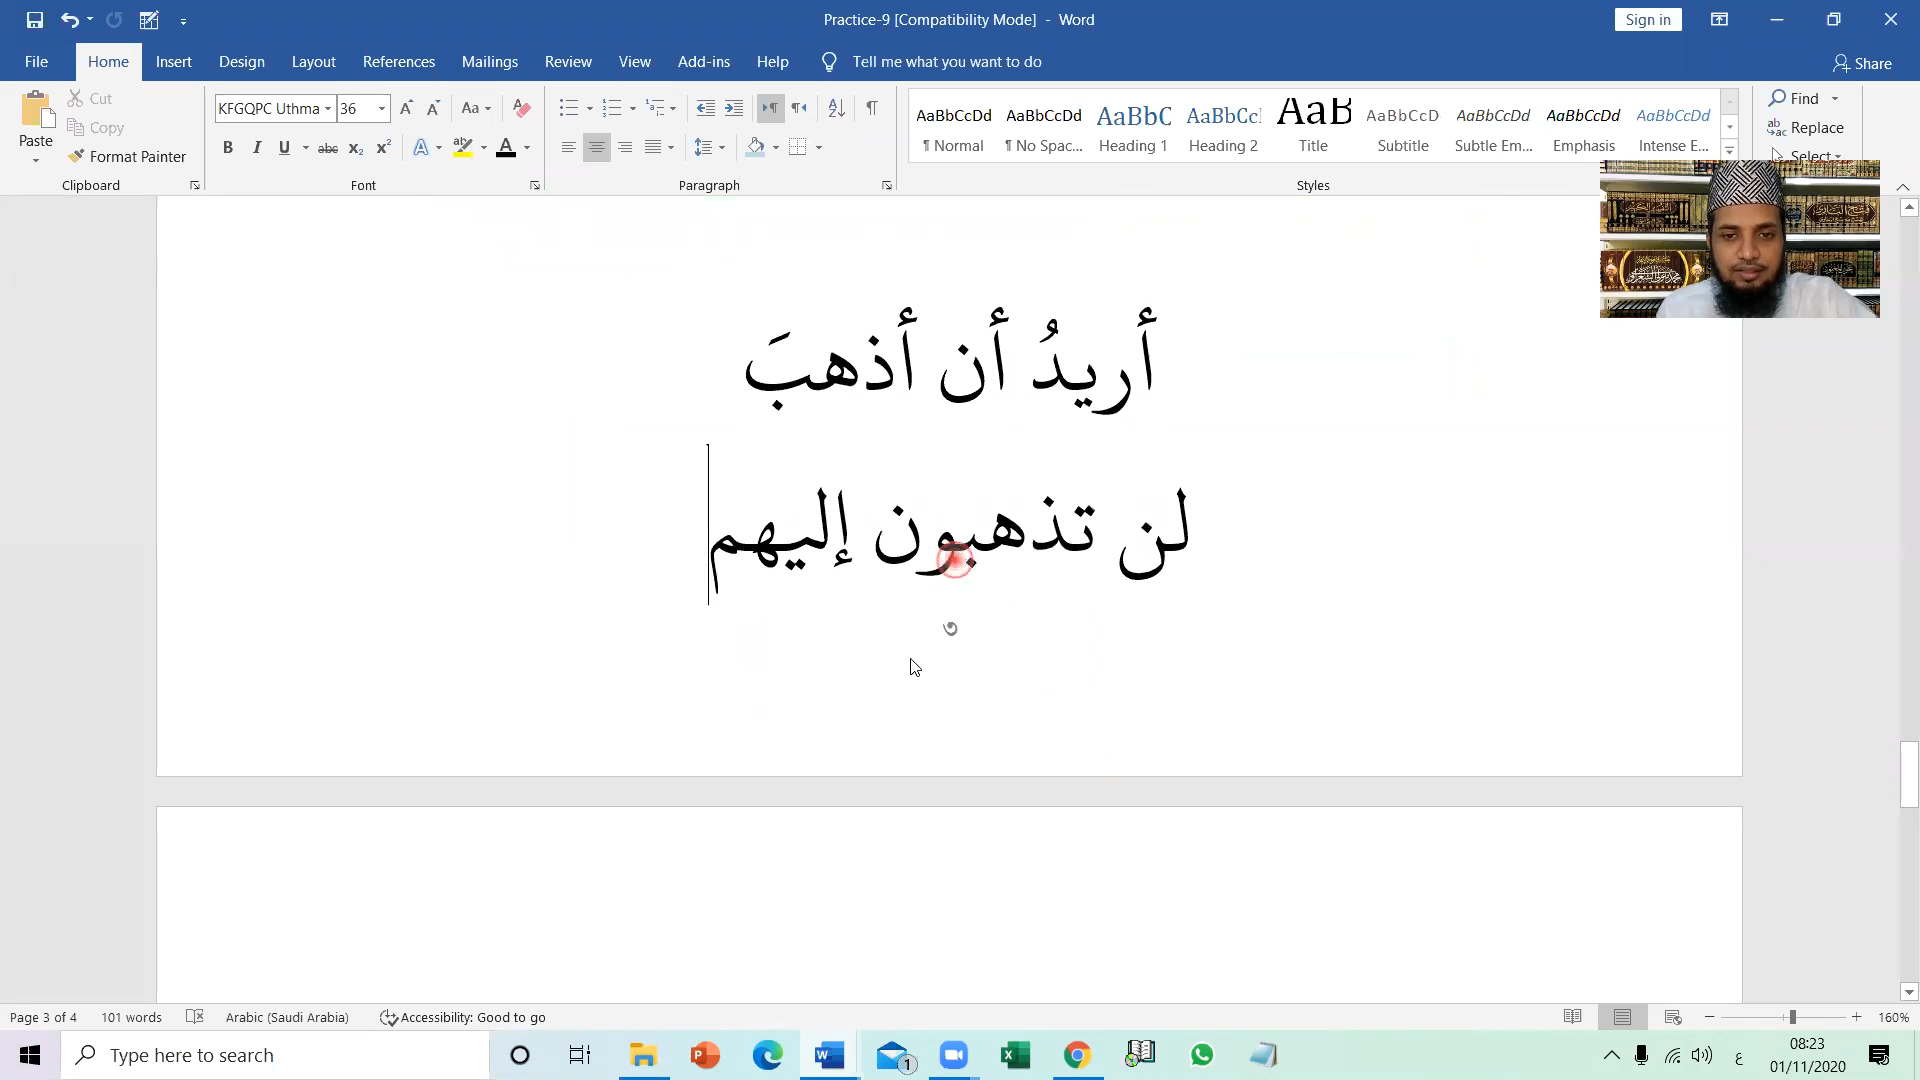 Practice-9 [Compatibility Mode] - Word
Sign in
File Home Insert Design Layout References Mailings Review View Add-ins Help Tell me what you want to do Share
Paste Cut Copy Format Painter
KFGQPC Uthma 36
AaBbCcDd AaBbCcDd AaBbC AaBbCc AaB AaBbCcD AaBbCcDd AaBbCcDd AaBbCcDd
¶ Normal ¶ No Spac... Heading 1 Heading 2 Title Subtitle Subtle Em... Emphasis Intense E...
Find Replace Select
Clipboard Font Paragraph Styles
أريدُ أن أذهبَ
لن تذهبون إليهم
Page 3 of 4 101 words Arabic (Saudi Arabia) Accessibility: Good to go 160%
Type here to search
1
ع
08:23
01/11/2020